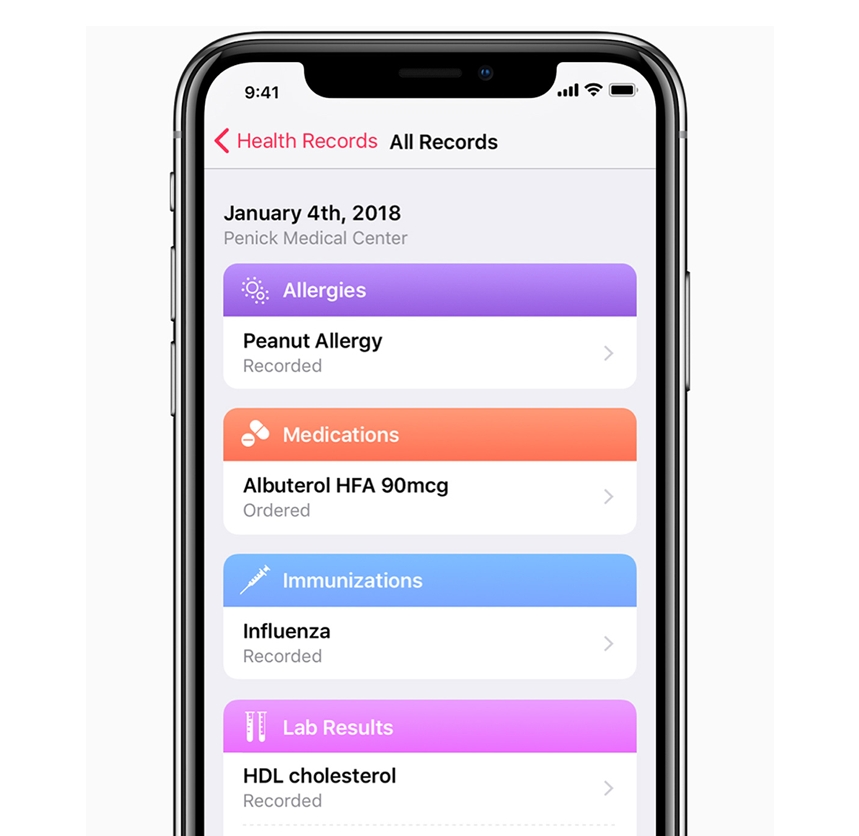 9:41
Health Records All Records
January 4th, 2018
Penick Medical Center
Allergies
Peanut Allergy
Recorded
Medications
Albuterol HFA 90mcg
Ordered
Immunizations
Influenza
Recorded
Lab Results
HDL cholesterol
Recorded